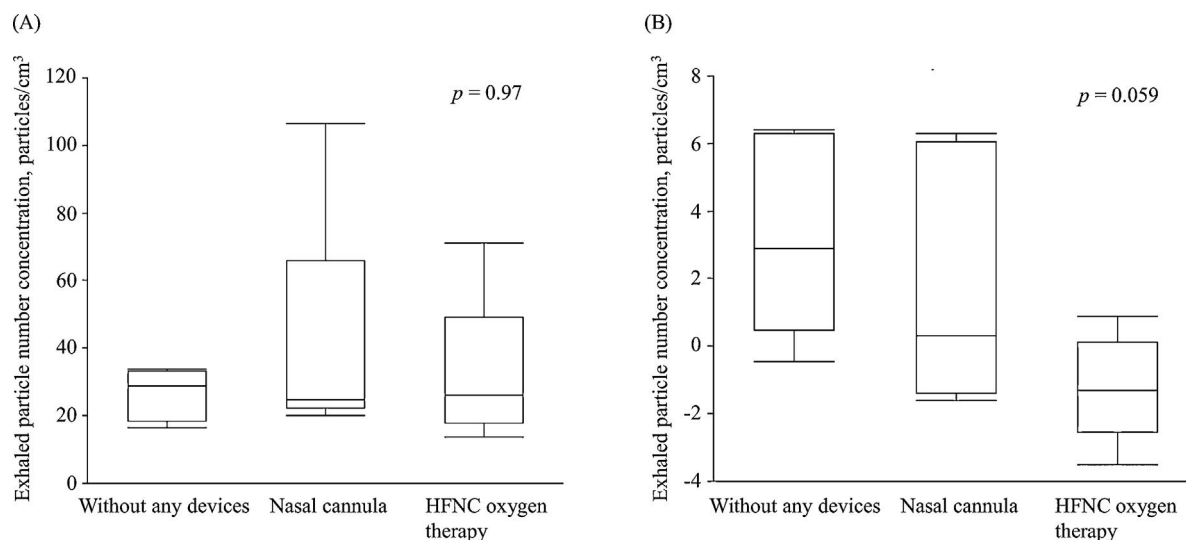 (A)
Exhaled particle number concentration, particles/cm³
120
100
80
60
40
20
0
p = 0.97
Without any devices
Nasal cannula
HFNC oxygen
therapy
(B)
Exhaled particle number concentration, particles/cm³
8
6
4
2
0
-2
-4
p = 0.059
Without any devices
Nasal cannula
HFNC oxygen
therapy